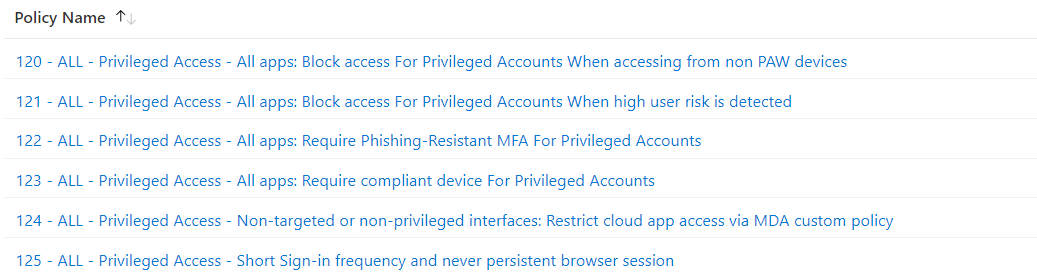 Policy Name ↑↓
120 - ALL - Privileged Access - All apps: Block access For Privileged Accounts When accessing from non PAW devices
121 - ALL - Privileged Access - All apps: Block access For Privileged Accounts When high user risk is detected
122 - ALL - Privileged Access - All apps: Require Phishing-Resistant MFA For Privileged Accounts
123 - ALL - Privileged Access - All apps: Require compliant device For Privileged Accounts
124 - ALL - Privileged Access - Non-targeted or non-privileged interfaces: Restrict cloud app access via MDA custom policy
125 - ALL - Privileged Access - Short Sign-in frequency and never persistent browser session